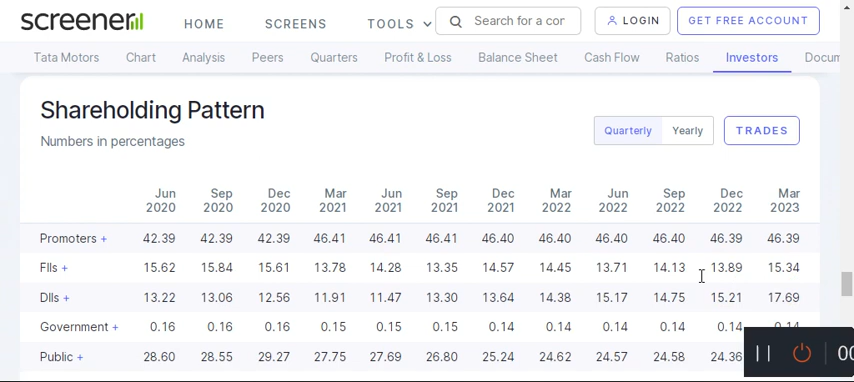 screener HOME SCREENS TOOLS Search for a cor LOGIN GET FREE ACCOUNT
Tata Motors Chart Analysis Peers Quarters Profit & Loss Balance Sheet Cash Flow Ratios Investors Docum
Shareholding Pattern
Numbers in percentages
Quarterly Yearly TRADES
Jun Sep Dec Mar Jun Sep Dec Mar Jun Sep Dec Mar
2020 2020 2020 2021 2021 2021 2021 2022 2022 2022 2022 2023
Promoters + 42.39 42.39 42.39 46.41 46.41 46.41 46.40 46.40 46.40 46.40 46.39 46.39
FIIs + 15.62 15.84 15.61 13.78 14.28 13.35 14.57 14.45 13.71 14.13 13.89 15.34
DIIs + 13.22 13.06 12.56 11.91 11.47 13.30 13.64 14.38 15.17 14.75 15.21 17.69
Government + 0.16 0.16 0.16 0.15 0.15 0.15 0.14 0.14 0.14 0.14 0.14 0.14
Public + 28.60 28.55 29.27 27.75 27.69 26.80 25.24 24.62 24.57 24.58 24.36
00